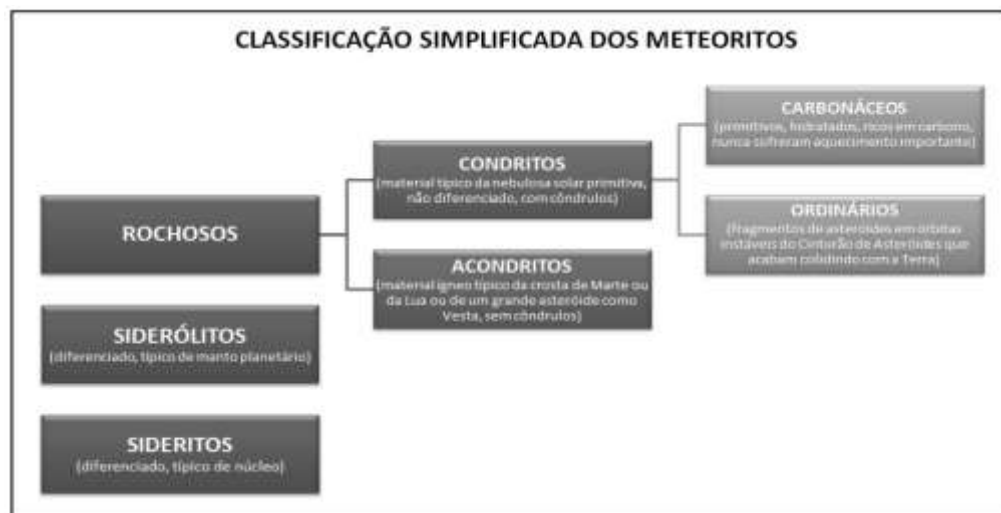 CLASSIFICAÇÃO SIMPLIFICADA DOS METEORITOS
ROCHOSOS
SIDERÓLITOS
(diferenciado, típico de manto planetário)
SIDERITOS
(diferenciado, típico de núcleo)
CONDRITOS
(material típico da nebulosa solar primitiva,
não diferenciado, com côndrulos)
ACONDRITOS
(material ígneo típico da crosta de Marte ou
da Lua ou de um grande asteróide como
Vesta, sem côndrulos)
CARBONÁCEOS
(primitivos, hidratados, ricos em carbono,
nunca sofreram aquecimento importante)
ORDINÁRIOS
(fragmentos de asteroides em órbitas
instáveis do Cinturão de Asteroides que
acabam colidindo com a Terra)